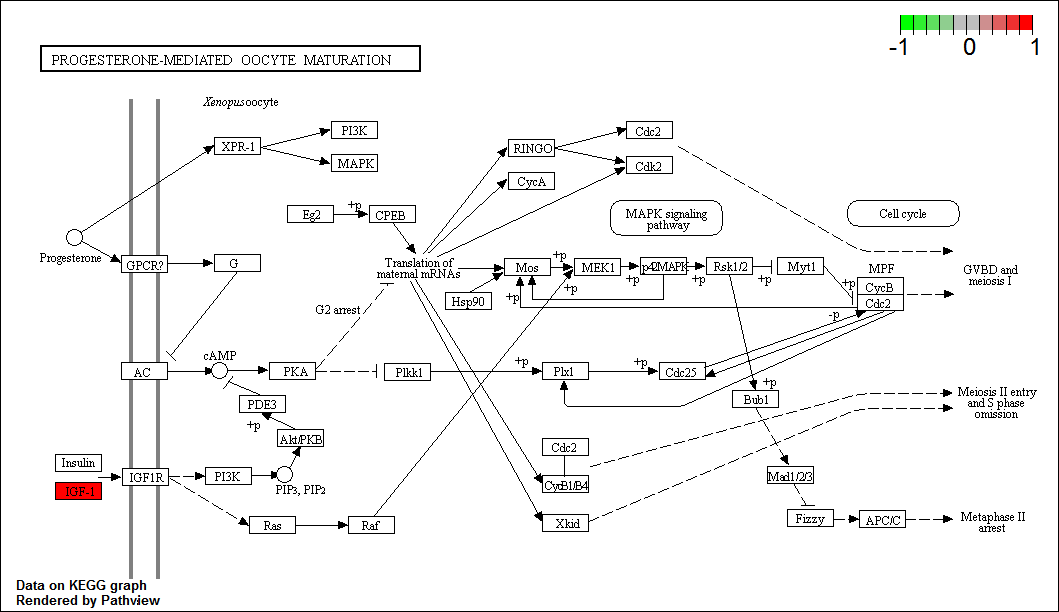 -1 0 1
PROGESTERONE-MEDIATED OOCYTE MATURATION
Xenopus oocyte
XPR-1
PI3K
MAPK
RINGO
CycA
Cdc2
Cdk2
Eg2
+p
CPEB
MAPK signaling
pathway
Cell cycle
Progesterone
GPCR?
G
Translation of
maternal mRNAs
Mos
+p
MEK1
p42MAPK
Rsk1/2
Myt1
MPF
CycB
Cdc2
GVBD and
meiosis I
Hsp90
+p
+p
+p
+p
+p
-p
G2 arrest
AC
cAMP
PKA
Plkk1
+p
Plx1
+p
Cdc25
PDE3
+p
Akt/PKB
+p
Bub1
Meiosis II entry
and S phase
omission
Insulin
IGF-1
IGF1R
PI3K
PIP3, PIP2
Cdc2
CycB1/B4
Mad1/2/3
Ras
Raf
Xkid
Fizzy
APC/C
Metaphase II
arrest
Data on KEGG graph
Rendered by Pathview